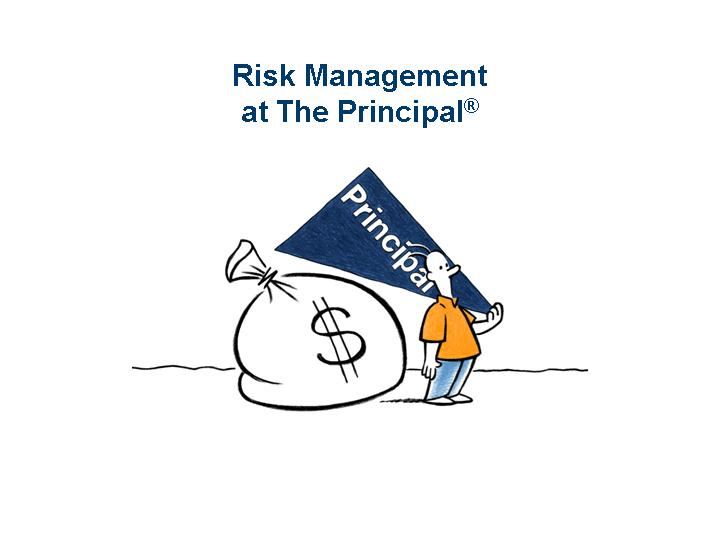 Risk Management
at The Principal®
Principal
$